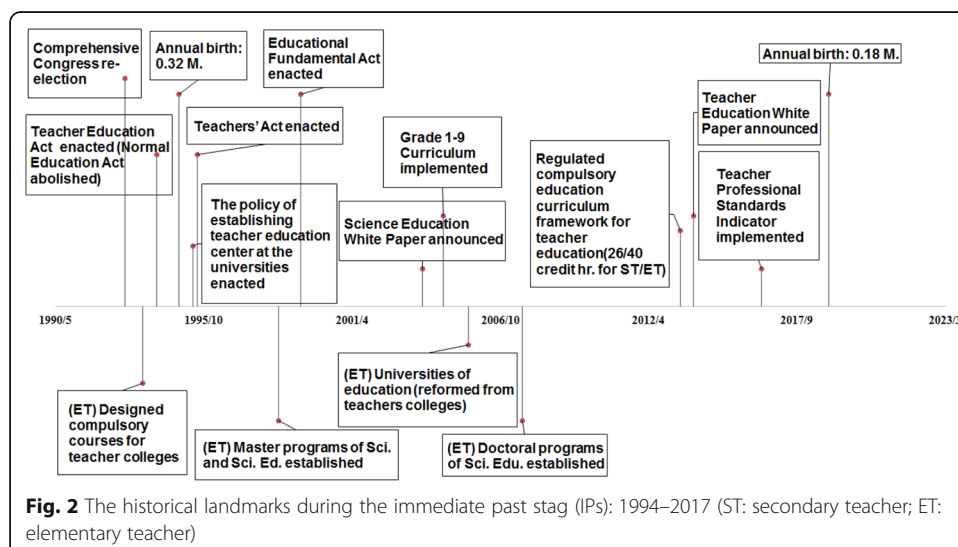 Comprehensive
Congress re-
election
Annual birth:
0.32 M.
Educational
Fundamental Act
enacted
Annual birth: 0.18 M.
Teacher Education
Act enacted (Normal
Education Act
abolished)
Teachers' Act enacted
The policy of
establishing
teacher education
center at the
universities
enacted
Grade 1-9
Curriculum
implemented
Science Education
White Paper announced
Regulated
compulsory
education
curriculum
framework for
teacher
education(26/40
credit hr. for ST/ET)
Teacher
Education White
Paper announced
Teacher
Professional
Standards
Indicator
implemented
1990/5
1995/10
2001/4
2006/10
2012/4
2017/9
2023/3
(ET) Designed
compulsory
courses for
teacher colleges
(ET) Master programs of Sci.
and Sci. Ed. established
(ET) Universities of
education (reformed from
teachers colleges)
(ET) Doctoral programs
of Sci. Edu. established
Fig. 2 The historical landmarks during the immediate past stag (IPs): 1994–2017 (ST: secondary teacher; ET:
elementary teacher)